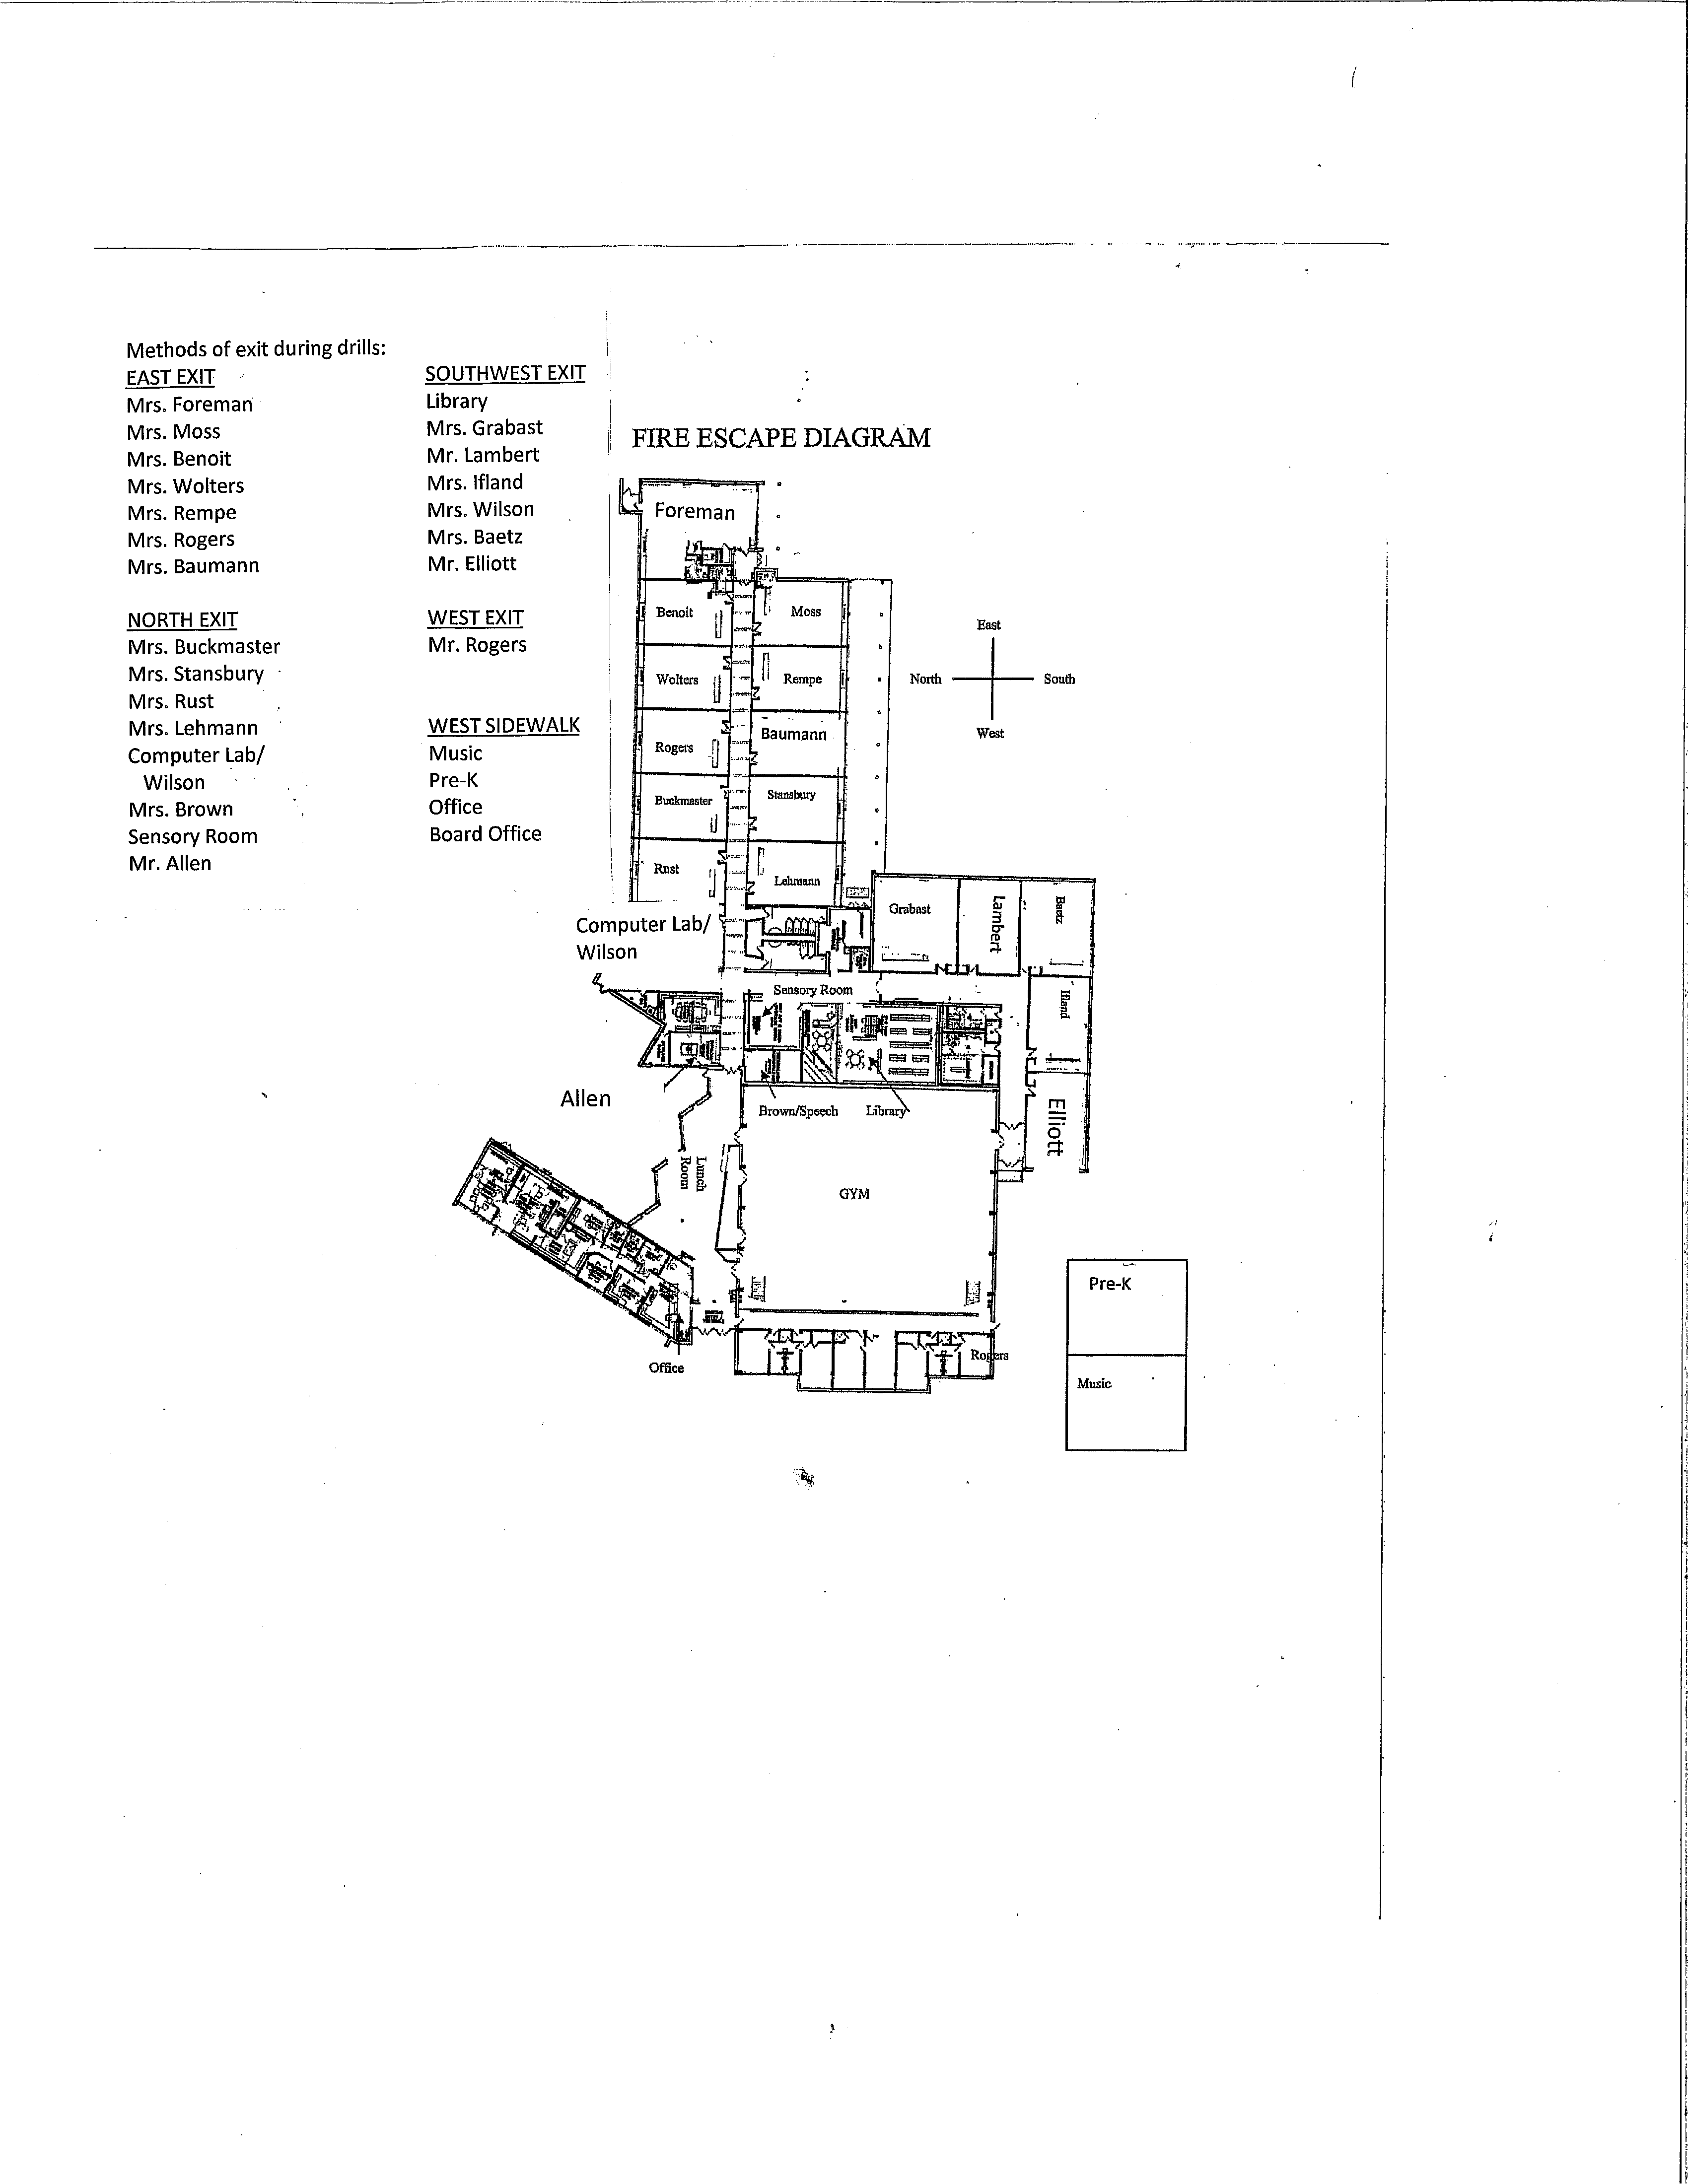 Methods of exit during drills:
EAST EXIT
Mrs. Foreman
Mrs. Moss
Mrs. Benoit
Mrs. Wolters
Mrs. Rempe
Mrs. Rogers
Mrs. Baumann
NORTH EXIT
Mrs. Buckmaster
Mrs. Stansbury
Mrs. Rust
Mrs. Lehmann
Computer Lab/
Wilson
Mrs. Brown
Sensory Room
Mr. Allen
SOUTHWEST EXIT
Library
Mrs. Grabast
Mr. Lambert
Mrs. Ifland
Mrs. Wilson
Mrs. Baetz
Mr. Elliott
WEST EXIT
Mr. Rogers
WEST SIDEWALK
Music
Pre-K
Office
Board Office
FIRE ESCAPE DIAGRAM
Foreman
Benoit
Moss
Wolters
Rempe
Rogers
Baumann
Buckmaster
Stansbury
Rust
Lehmann
East
North
South
West
Grabast
Lambert
Baetz
Computer Lab/
Wilson
Sensory Room
Ifland
Allen
Brown/Speech
Library
Elliott
Lunch
Room
GYM
Office
Rogers
Pre-K
Music